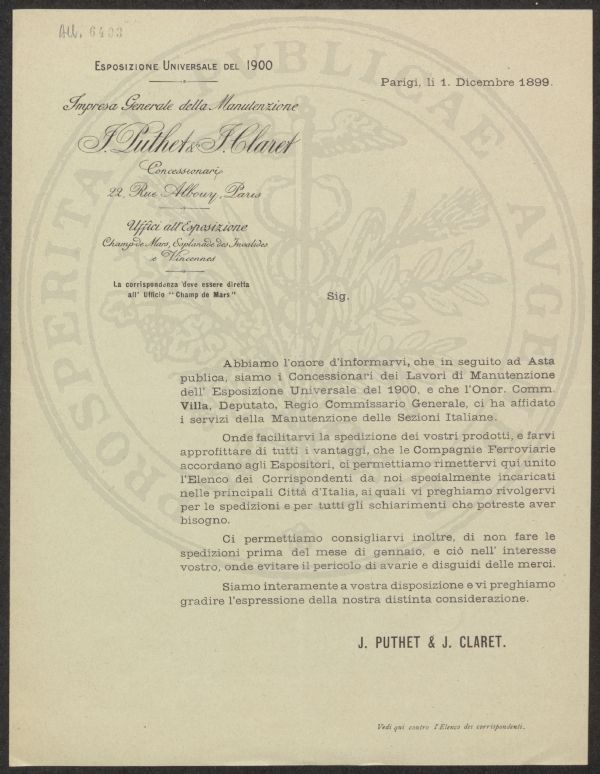 All. 6403
ESPOSIZIONE UNIVERSALE DEL 1900
Parigi, li 1. Dicembre 1899.
Impresa Generale della Manutenzione
J. Puthet & J. Claret
Concessionari
22, Rue Albouy, Paris
Uffici all'Esposizione
Champ de Mars, Esplanade des Invalides
e Vincennes
La corrispondenza deve essere diretta
all' Ufficio "Champ de Mars"
Sig.
Abbiamo l'onore d'informarvi, che in seguito ad Asta
publica, siamo i Concessionari dei Lavori di Manutenzione
dell' Esposizione Universale del 1900, e che l'Onor. Comm.
Villa, Deputato, Regio Commissario Generale, ci ha affidato
i servizi della Manutenzione delle Sezioni Italiane.
Onde facilitarvi la spedizione dei vostri prodotti, e farvi
approfittare di tutti i vantaggi, che le Compagnie Ferroviarie
accordano agli Espositori, ci permettiamo rimettervi qui unito
l'Elenco dei Corrispondenti da noi specialmente incaricati
nelle principali Città d'Italia, ai quali vi preghiamo rivolgervi
per le spedizioni e per tutti gli schiarimenti che potreste aver
bisogno.
Ci permettiamo consigliarvi inoltre, di non fare le
spedizioni prima del mese di gennaio, e ciò nell' interesse
vostro, onde evitare il pericolo di avarie e disguidi delle merci.
Siamo interamente a vostra disposizione e vi preghiamo
gradire l'espressione della nostra distinta considerazione.
J. PUTHET & J. CLARET.
Vedi qui contro l'Elenco dei corrispondenti.
PROSPERITATI PUBLICAE AUGENDAE